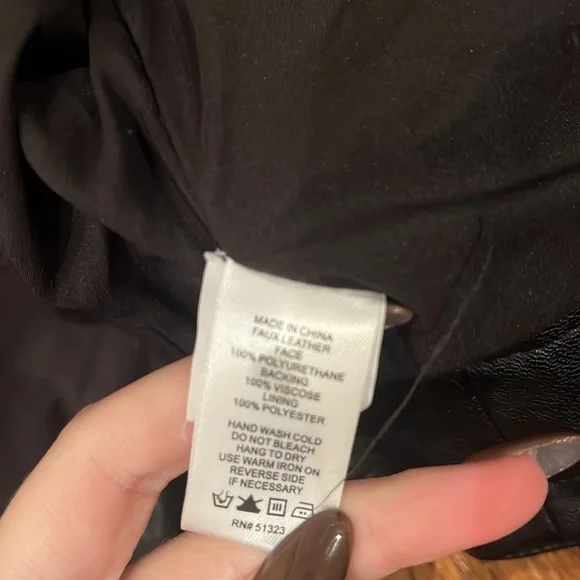 MADE IN CHINA
FAUX LEATHER
FACE
100% POLYURETHANE
BACKING
100% VISCOSE
LINING
100% POLYESTER
HAND WASH COLD
DO NOT BLEACH
HANG TO DRY
USE WARM IRON ON
REVERSE SIDE
IF NECESSARY
RN# 51323